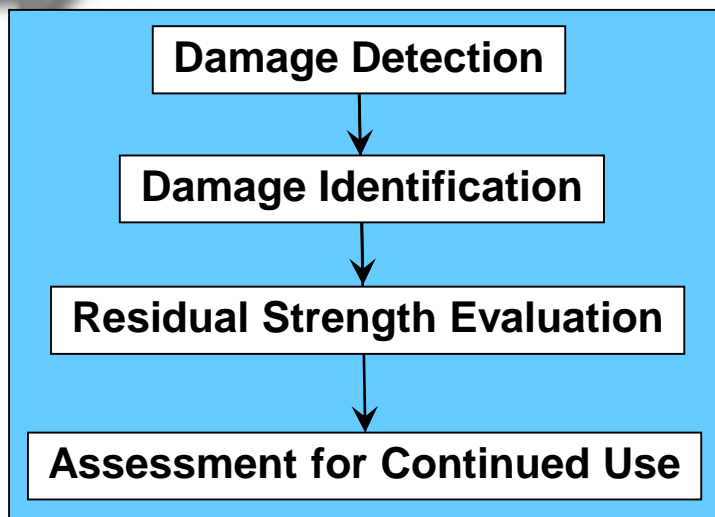 Damage Detection
Damage Identification
Residual Strength Evaluation
Assessment for Continued Use